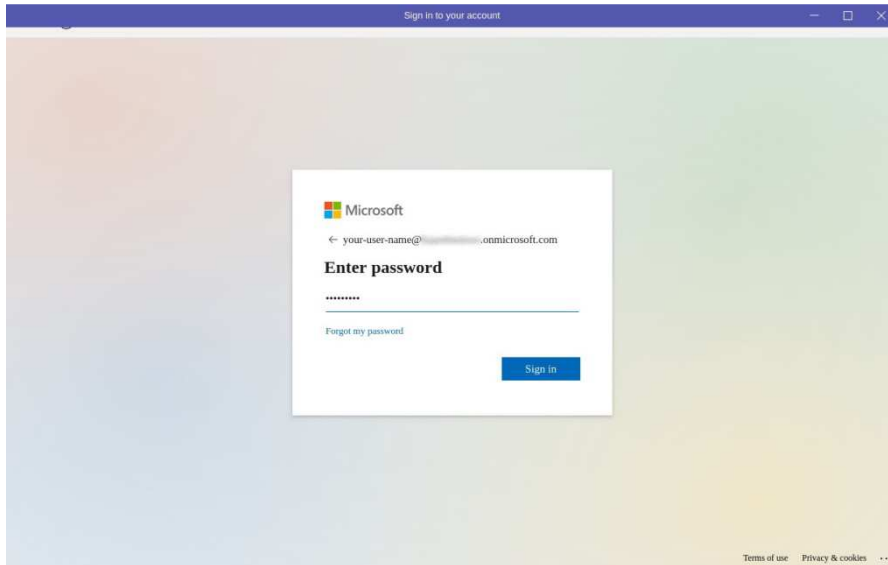 Sign in to your account
Microsoft
← your-user-name@ .onmicrosoft.com
Enter password
•••••••••
Forgot my password
Sign in
Terms of use Privacy & cookies ...